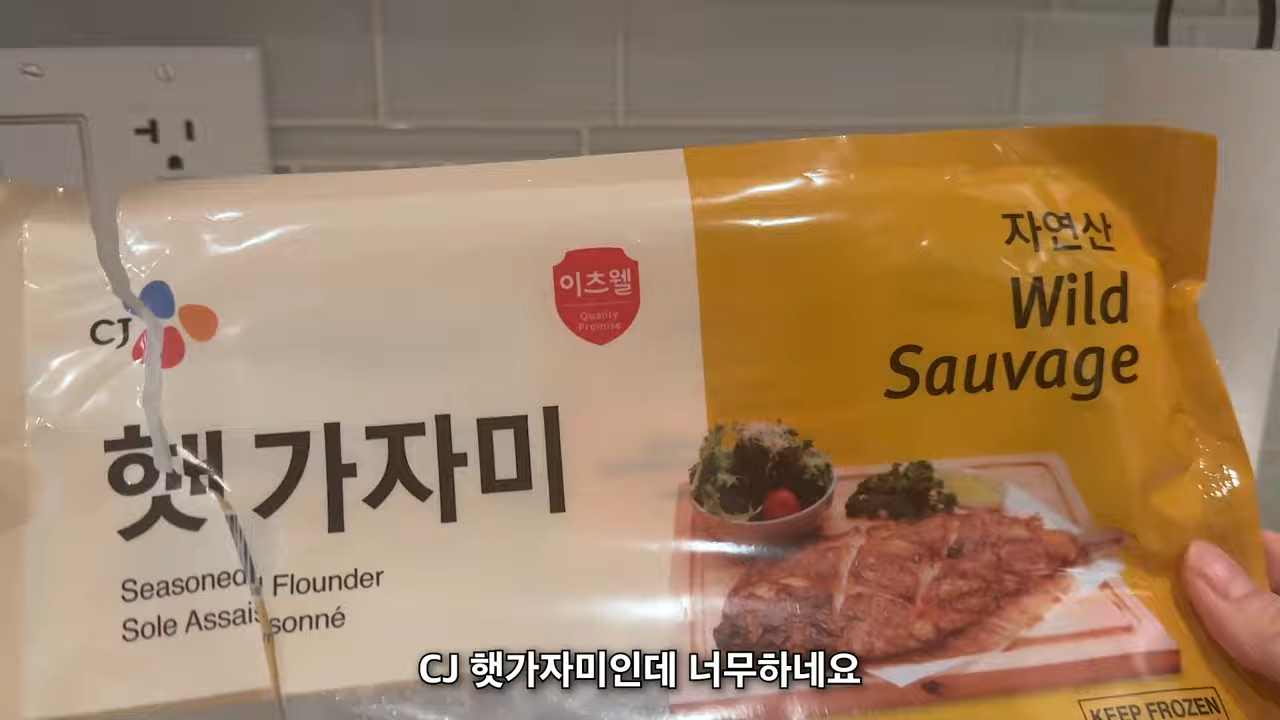 CJ
이츠웰
Quality
Promise
자연산
Wild
Sauvage
햇가자미
Seasoned Flounder
Sole Assaisonné
KEEP FROZEN
CJ 햇가자미인데 너무하네요